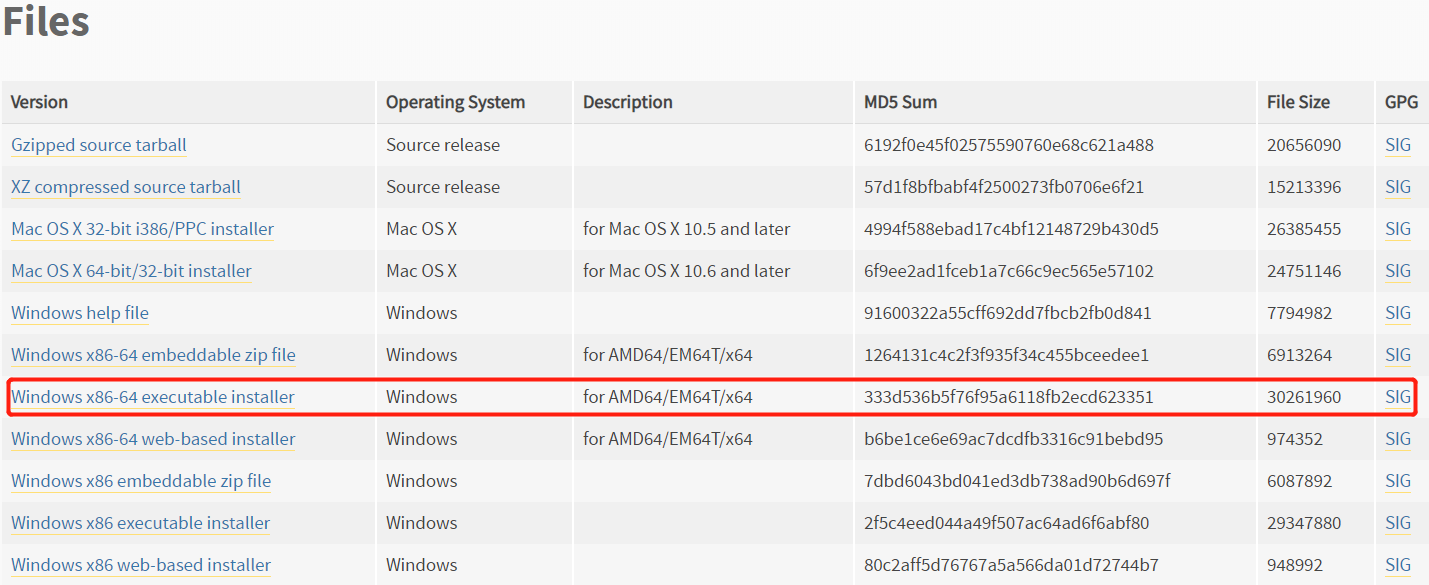 Files
Version Operating System Description MD5 Sum File Size GPG
Gzipped source tarball Source release 6192f0e45f02575590760e68c621a488 20656090 SIG
XZ compressed source tarball Source release 57d1f8bfbabf4f2500273fb0706e6f21 15213396 SIG
Mac OS X 32-bit i386/PPC installer Mac OS X for Mac OS X 10.5 and later 4994f588ebad17c4bf12148729b430d5 26385455 SIG
Mac OS X 64-bit/32-bit installer Mac OS X for Mac OS X 10.6 and later 6f9ee2ad1fceb1a7c66c9ec565e57102 24751146 SIG
Windows help file Windows 91600322a55cff692dd7fbcb2fb0d841 7794982 SIG
Windows x86-64 embeddable zip file Windows for AMD64/EM64T/x64 1264131c4c2f3f935f34c455bceedee1 6913264 SIG
Windows x86-64 executable installer Windows for AMD64/EM64T/x64 333d536b5f76f95a6118fb2ecd623351 30261960 SIG
Windows x86-64 web-based installer Windows for AMD64/EM64T/x64 b6be1ce6e69ac7dcdfb3316c91bebd95 974352 SIG
Windows x86 embeddable zip file Windows 7dbd6043bd041ed3db738ad90b6d697f 6087892 SIG
Windows x86 executable installer Windows 2f5c4eed044a49f507ac64ad6f6abf80 29347880 SIG
Windows x86 web-based installer Windows 80c2aff5d76767a5a566da01d72744b7 948992 SIG